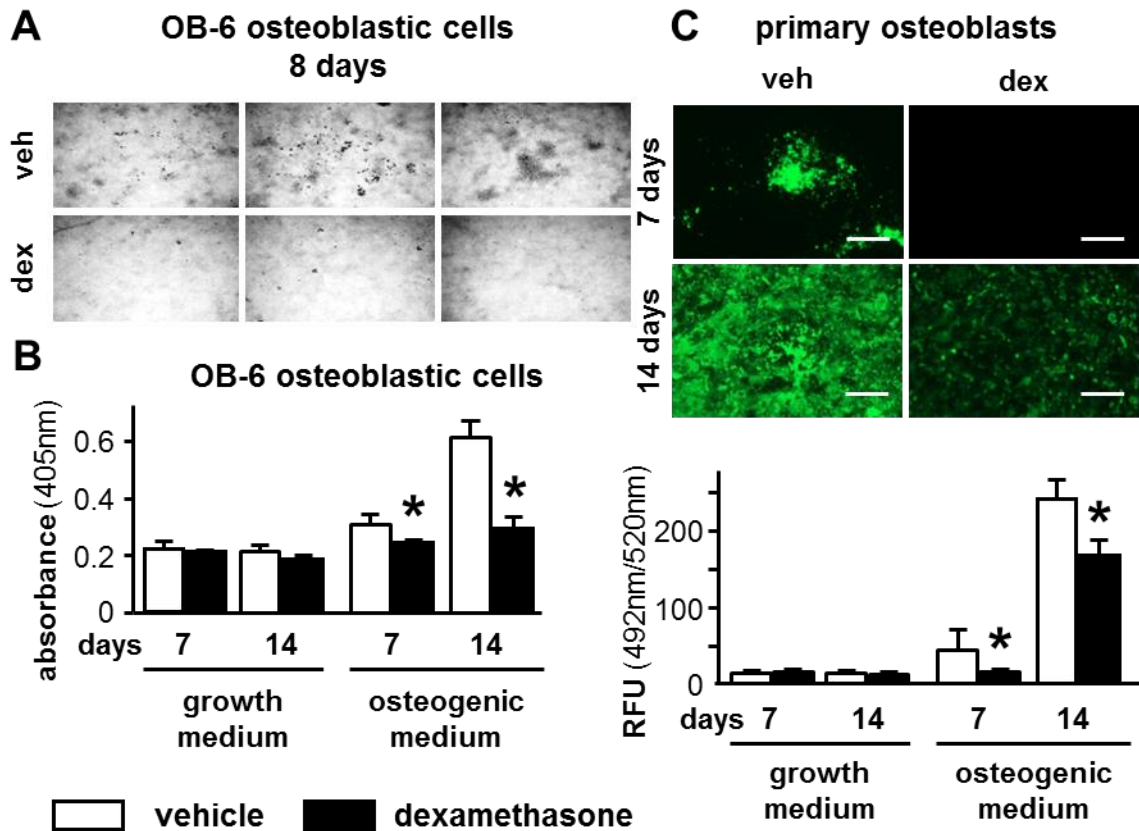 A
OB-6 osteoblastic cells
8 days
veh
dex
B
OB-6 osteoblastic cells
absorbance (405nm)
0.6
0.4
0.2
0
days 7 14 7 14
growth medium
osteogenic medium
*
*
C
primary osteoblasts
veh dex
7 days
14 days
RFU (492nm/520nm)
200
100
0
*
*
days 7 14 7 14
growth medium
osteogenic medium
vehicle dexamethasone